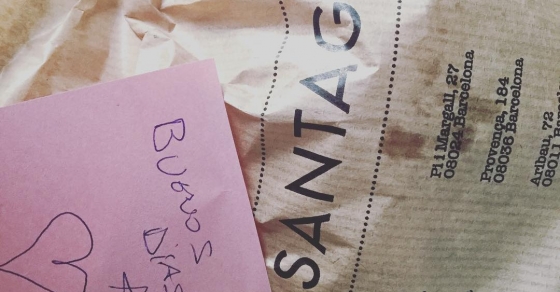 BUENOS
DIAS
SANTAG
Pi i Margall, 27
08024 Barcelona
Provença, 184
08036 Barcelona
Aribau, 72